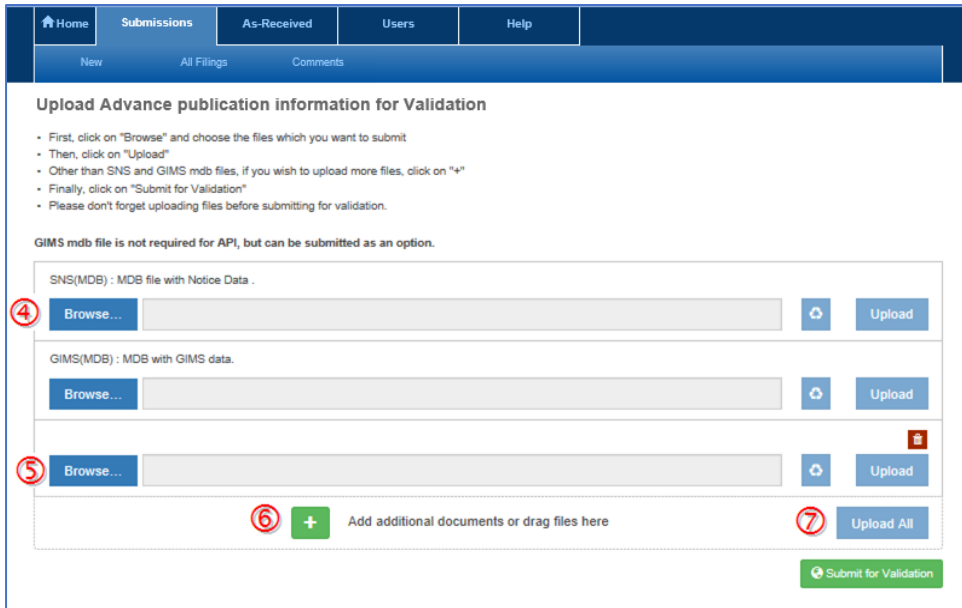 Home Submissions As-Received Users Help
New All Filings Comments
Upload Advance publication information for Validation
• First, click on "Browse" and choose the files which you want to submit
• Then, click on "Upload"
• Other than SNS and GIMS mdb files, if you wish to upload more files, click on "+"
• Finally, click on "Submit for Validation"
• Please don't forget uploading files before submitting for validation.
GIMS mdb file is not required for API, but can be submitted as an option.
SNS(MDB) : MDB file with Notice Data .
④ Browse... Upload
GIMS(MDB) : MDB with GIMS data.
Browse... Upload
⑤ Browse... Upload
⑥ + Add additional documents or drag files here ⑦ Upload All
Submit for Validation